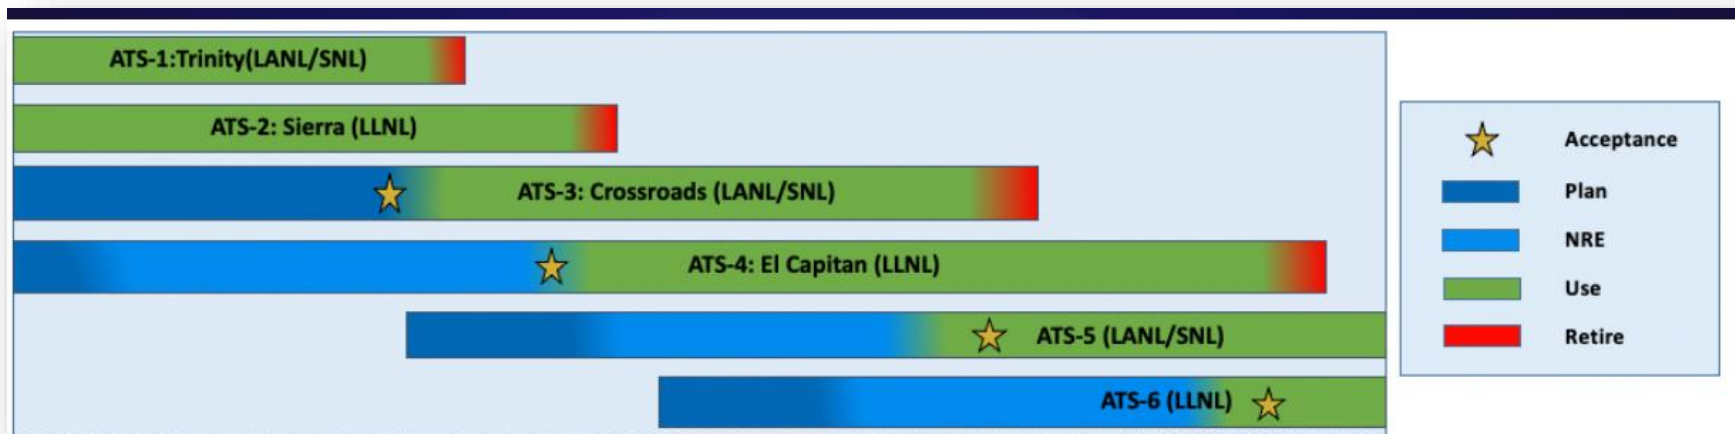 ATS-1:Trinity(LANL/SNL)
ATS-2: Sierra (LLNL)
ATS-3: Crossroads (LANL/SNL)
ATS-4: El Capitan (LLNL)
ATS-5 (LANL/SNL)
ATS-6 (LLNL)
Acceptance
Plan
NRE
Use
Retire